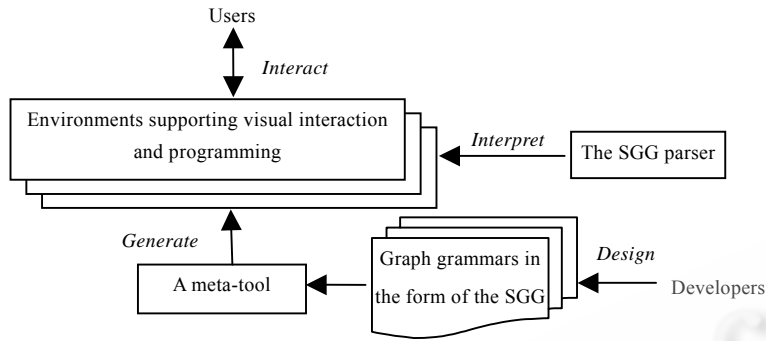 Users
Interact
Environments supporting visual interaction
and programming
Interpret
The SGG parser
Generate
A meta-tool
Graph grammars in
the form of the SGG
Design
Developers